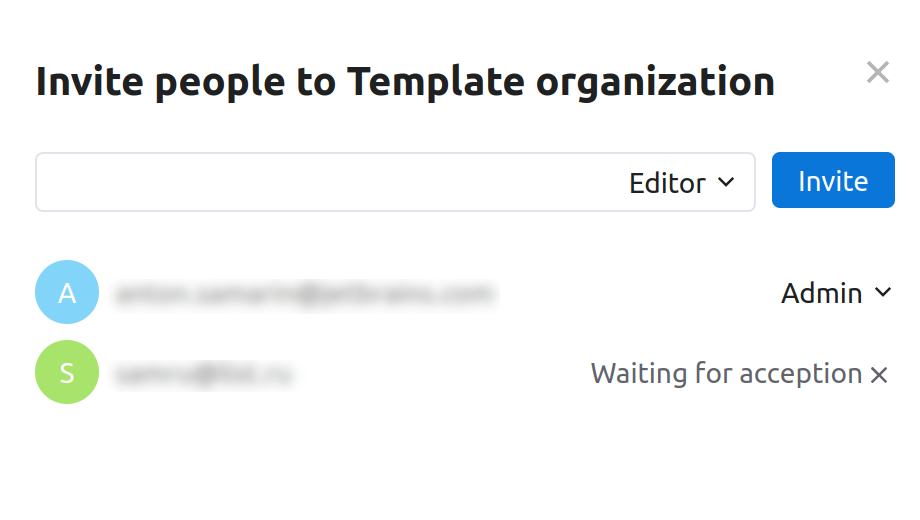 Invite people to Template organization
Editor
Invite
A
Admin
S
Waiting for acception